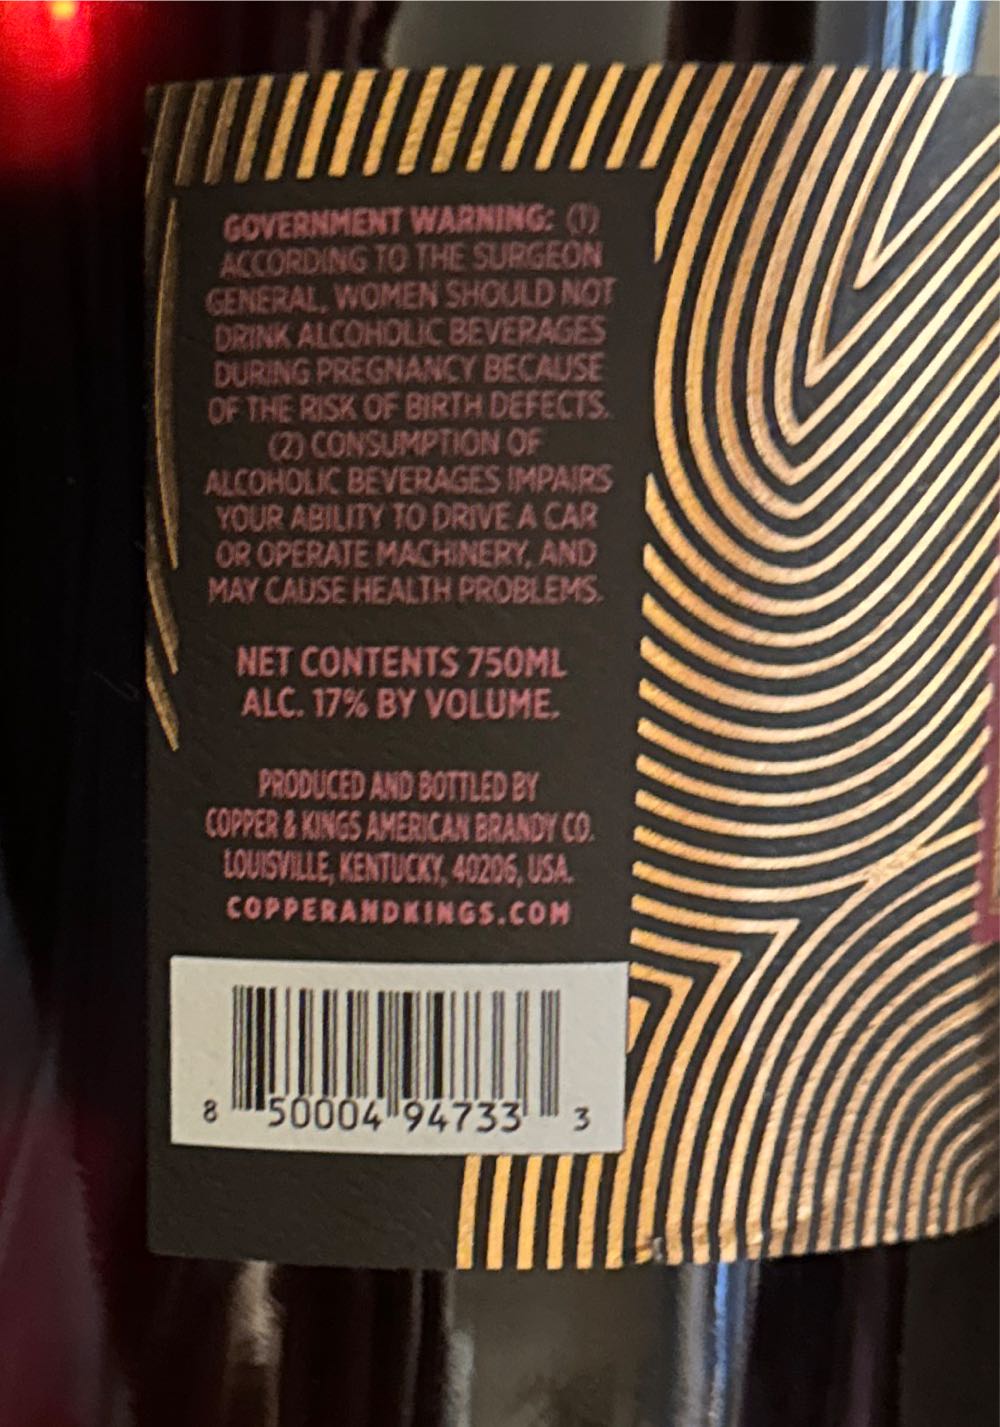 GOVERNMENT WARNING: (1)
ACCORDING TO THE SURGEON
GENERAL, WOMEN SHOULD NOT
DRINK ALCOHOLIC BEVERAGES
DURING PREGNANCY BECAUSE
OF THE RISK OF BIRTH DEFECTS.
(2) CONSUMPTION OF
ALCOHOLIC BEVERAGES IMPAIRS
YOUR ABILITY TO DRIVE A CAR
OR OPERATE MACHINERY, AND
MAY CAUSE HEALTH PROBLEMS.
NET CONTENTS 750ML
ALC. 17% BY VOLUME.
PRODUCED AND BOTTLED BY
COPPER & KINGS AMERICAN BRANDY CO.
LOUISVILLE, KENTUCKY, 40206, USA.
COPPERANDKINGS.COM
8 50004 94733 3